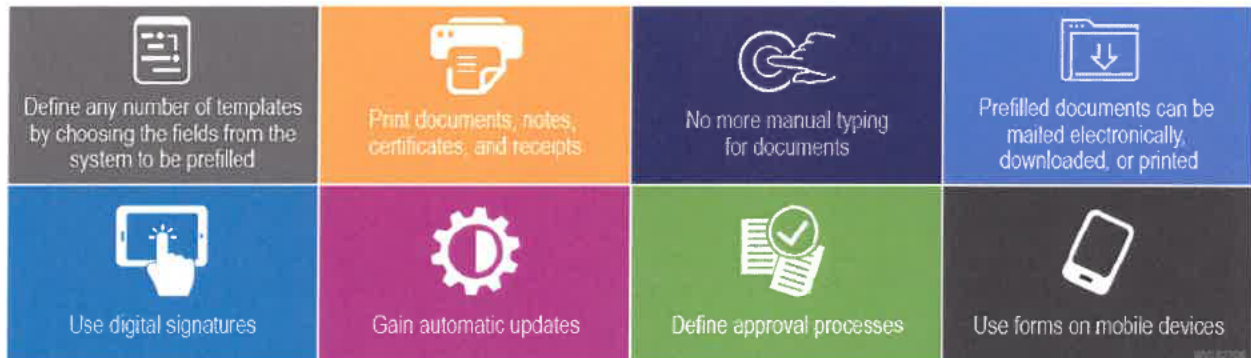 Define any number of templates
by choosing the fields from the
system to be prefilled
Print documents, notes,
certificates, and receipts
No more manual typing
for documents
Prefilled documents can be
mailed electronically,
downloaded, or printed
Use digital signatures
Gain automatic updates
Define approval processes
Use forms on mobile devices